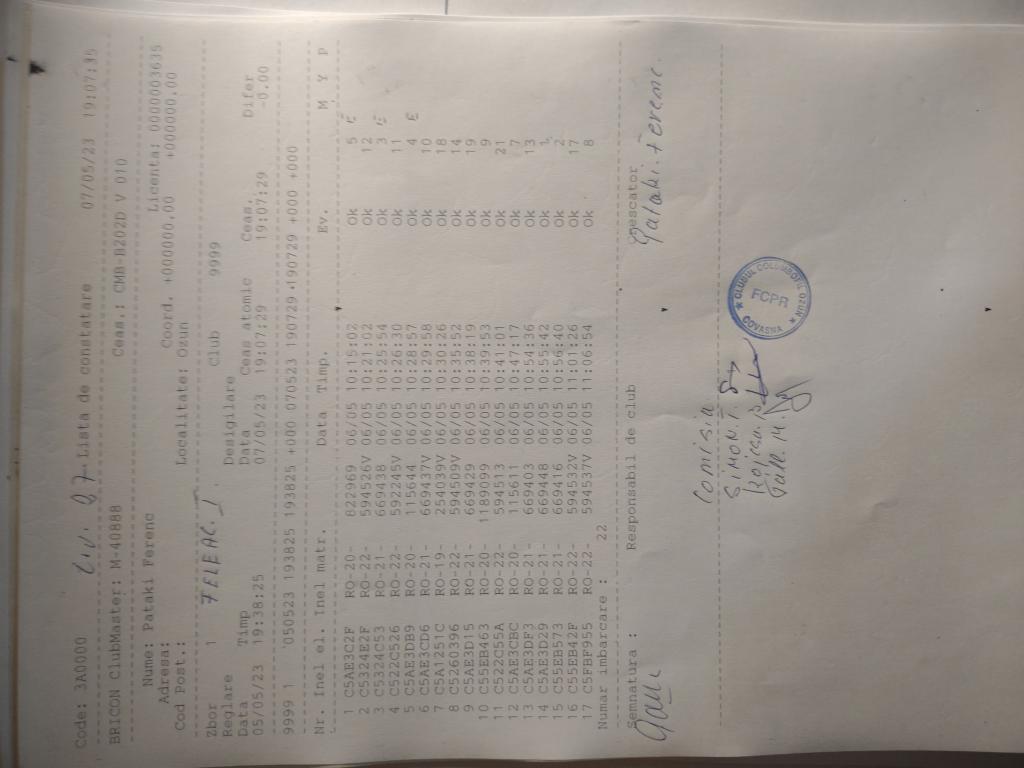 Code: 3A0000 Lista de constatare 07/05/23 19:07:35
BRICON ClubMaster: M-40888 Ceas.: CMB-B202D V 010
Nume: Pataki Ferenc Licenta: 0000003635
Adresa: Coord. +000000,00 +000000,00
Cod Post.: Localitate: Ozun
Zbor 1 FELEAC. 1 Club 9999
Reglare Desigilare
Data Timp Data Ceas atomic Ceas. Difer
05/05/23 19:38:25 07/05/23 19:07:29 19:07:29 -0.00
9999 1 050523 193825 193825 +000 070523 190729 +190729 +000 +000
Nr. Inel el. Inel matr. Data Timp. Ev. M Y P
1 C5AE3C2F RO-20- 822969 06/05 10:15:02 Ok 5 E
2 C5324E2F RO-22- 594526V 06/05 10:21:02 Ok 12
3 C5324C53 RO-21- 669438 06/05 10:25:54 Ok 3 E
4 C522C526 RO-22- 592245V 06/05 10:26:30 Ok 11
5 C5AE3DB9 RO-20- 115644 06/05 10:28:57 Ok 4 E
6 C5AE3CD6 RO-21- 669437V 06/05 10:29:58 Ok 10
7 C5A1251C RO-19- 254039V 06/05 10:30:26 Ok 18
8 C5260396 RO-22- 594509V 06/05 10:35:52 Ok 14
9 C5AE3D15 RO-21- 669429 06/05 10:38:19 Ok 19
10 C55EB463 RO-20- 1189099 06/05 10:39:53 Ok 9
11 C522C55A RO-22- 594513 06/05 10:41:01 Ok 21
12 C5AE3CBC RO-20- 115611 06/05 10:47:17 Ok 7
13 C5AE3DF3 RO-21- 669403 06/05 10:54:36 Ok 13
14 C5AE3D29 RO-21- 669448 06/05 10:55:42 Ok 1
15 C55EB573 RO-21- 669416 06/05 10:56:40 Ok 2
16 C55EB42F RO-22- 594532V 06/05 11:01:26 Ok 17
17 C5FBF955 RO-22- 594537V 06/05 11:06:54 Ok 8
Numar imbarcare : 22
Semnatura : Responsabil de club Crescator
Pataki Ferenc.
Comisia
SIMON. I.
CLUBUL COLUMBOFIL OZUN
FCPR
COVASNA